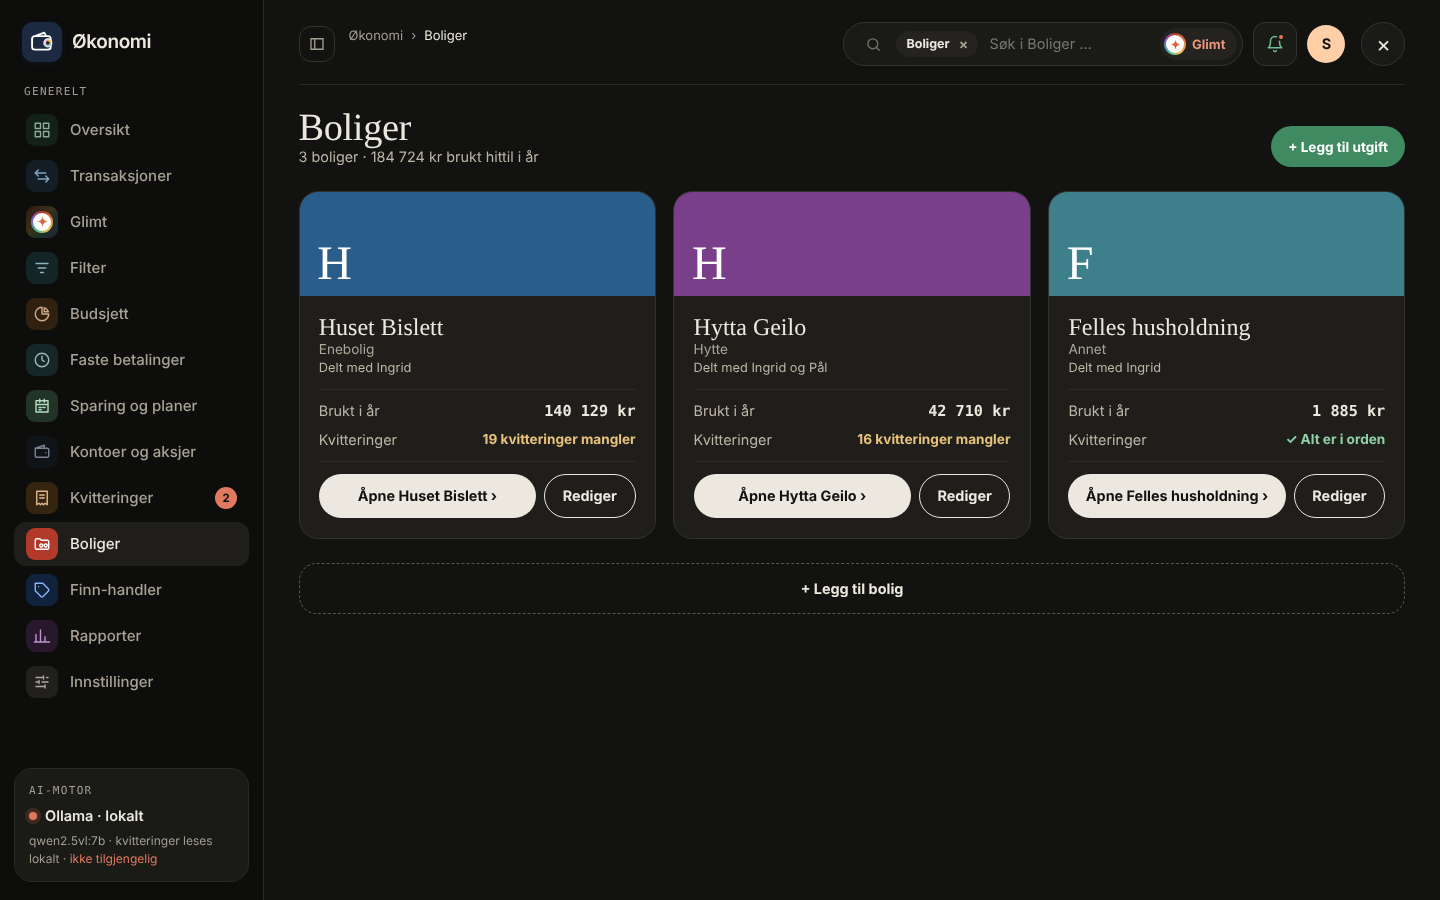 Økonomi
GENERELT
Oversikt
Transaksjoner
Glimt
Filter
Budsjett
Faste betalinger
Sparing og planer
Kontoer og aksjer
Kvitteringer 2
Boliger
Finn-handler
Rapporter
Innstillinger
AI-MOTOR
Ollama · lokalt
qwen2.5vl:7b · kvitteringer leses
lokalt · ikke tilgjengelig
Økonomi › Boliger
Boliger × Søk i Boliger ... Glimt
S
×
Boliger
3 boliger · 184 724 kr brukt hittil i år
+ Legg til utgift
H
Huset Bislett
Enebolig
Delt med Ingrid
Brukt i år 140 129 kr
Kvitteringer 19 kvitteringer mangler
Åpne Huset Bislett › Rediger
H
Hytta Geilo
Hytte
Delt med Ingrid og Pål
Brukt i år 42 710 kr
Kvitteringer 16 kvitteringer mangler
Åpne Hytta Geilo › Rediger
F
Felles husholdning
Annet
Delt med Ingrid
Brukt i år 1 885 kr
Kvitteringer ✓ Alt er i orden
Åpne Felles husholdning › Rediger
+ Legg til bolig